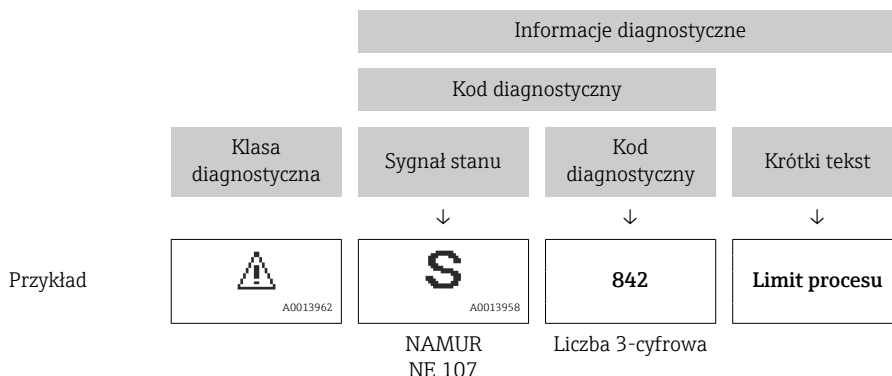 Informacje diagnostyczne
Kod diagnostyczny
Klasa
diagnostyczna
Sygnał stanu
Kod
diagnostyczny
Krótki tekst
↓ ↓ ↓
Przykład
A0013962
S
A0013958
842
Limit procesu
NAMUR
NE 107
Liczba 3-cyfrowa